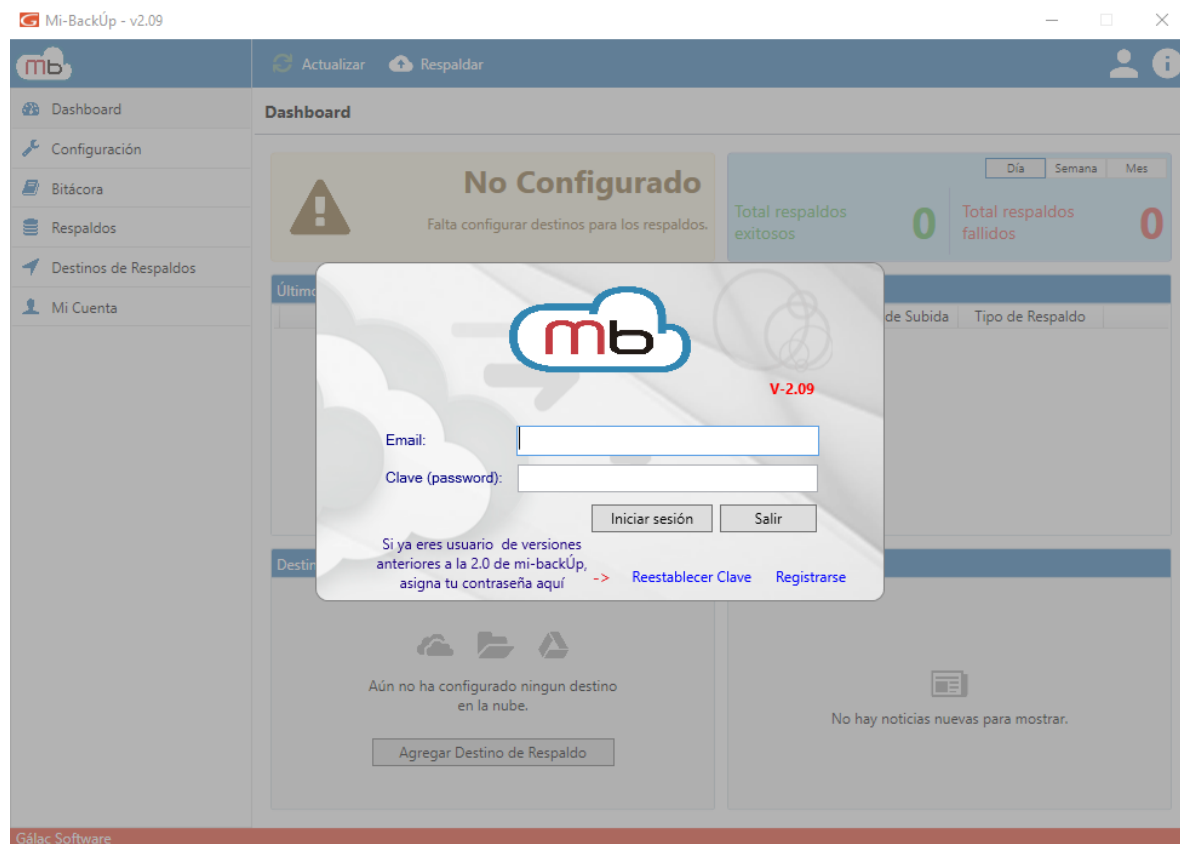 Mi-BackÚp - v2.09
mb
Actualizar
Respaldar
Dashboard
Configuración
Bitácora
Respaldos
Destinos de Respaldos
Mi Cuenta
Dashboard
No Configurado
Falta configurar destinos para los respaldos.
Día Semana Mes
Total respaldos exitosos
0
Total respaldos fallidos
0
de Subida
Tipo de Respaldo
mb
V-2.09
Email:
Clave (password):
Iniciar sesión
Salir
Si ya eres usuario de versiones
anteriores a la 2.0 de mi-backÚp,
asigna tu contraseña aquí
->
Reestablecer Clave
Registrarse
Aún no ha configurado ningun destino
en la nube.
Agregar Destino de Respaldo
No hay noticias nuevas para mostrar.
Gálac Software